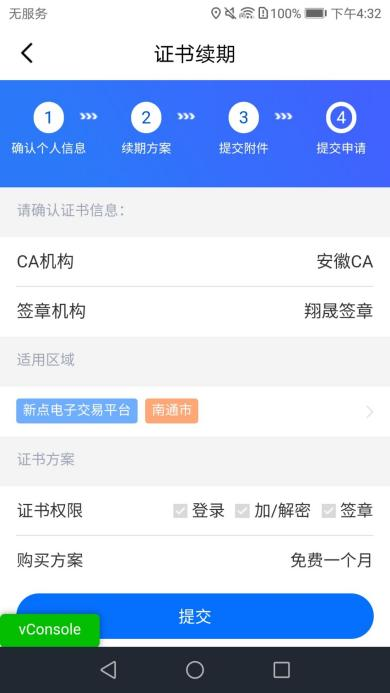 无服务 100% 下午4:32
证书续期
1 2 3 4
确认个人信息 续期方案 提交附件 提交申请
请确认证书信息：
CA机构 安徽CA
签章机构 翔晟签章
适用区域
新点电子交易平台 南通市
证书方案
证书权限 登录 加/解密 签章
购买方案 免费一个月
提交
vConsole